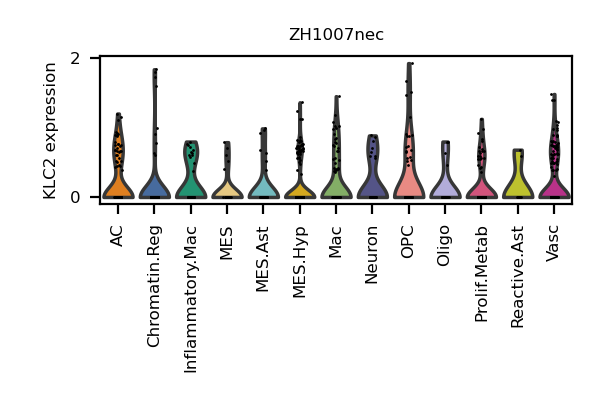 ZH1007nec
KLC2 expression
2
0
AC
Chromatin.Reg
Inflammatory.Mac
MES
MES.Ast
MES.Hyp
Mac
Neuron
OPC
Oligo
Prolif.Metab
Reactive.Ast
Vasc